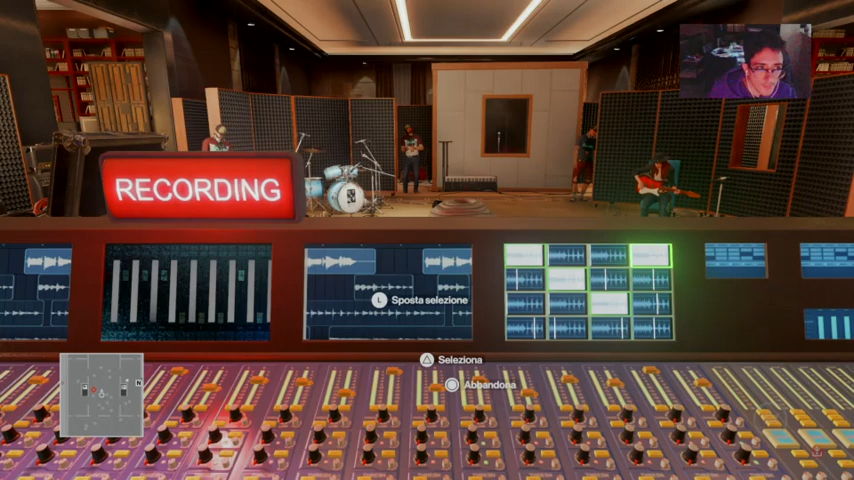 RECORDING
L Sposta selezione
Seleziona
Abbandona
N